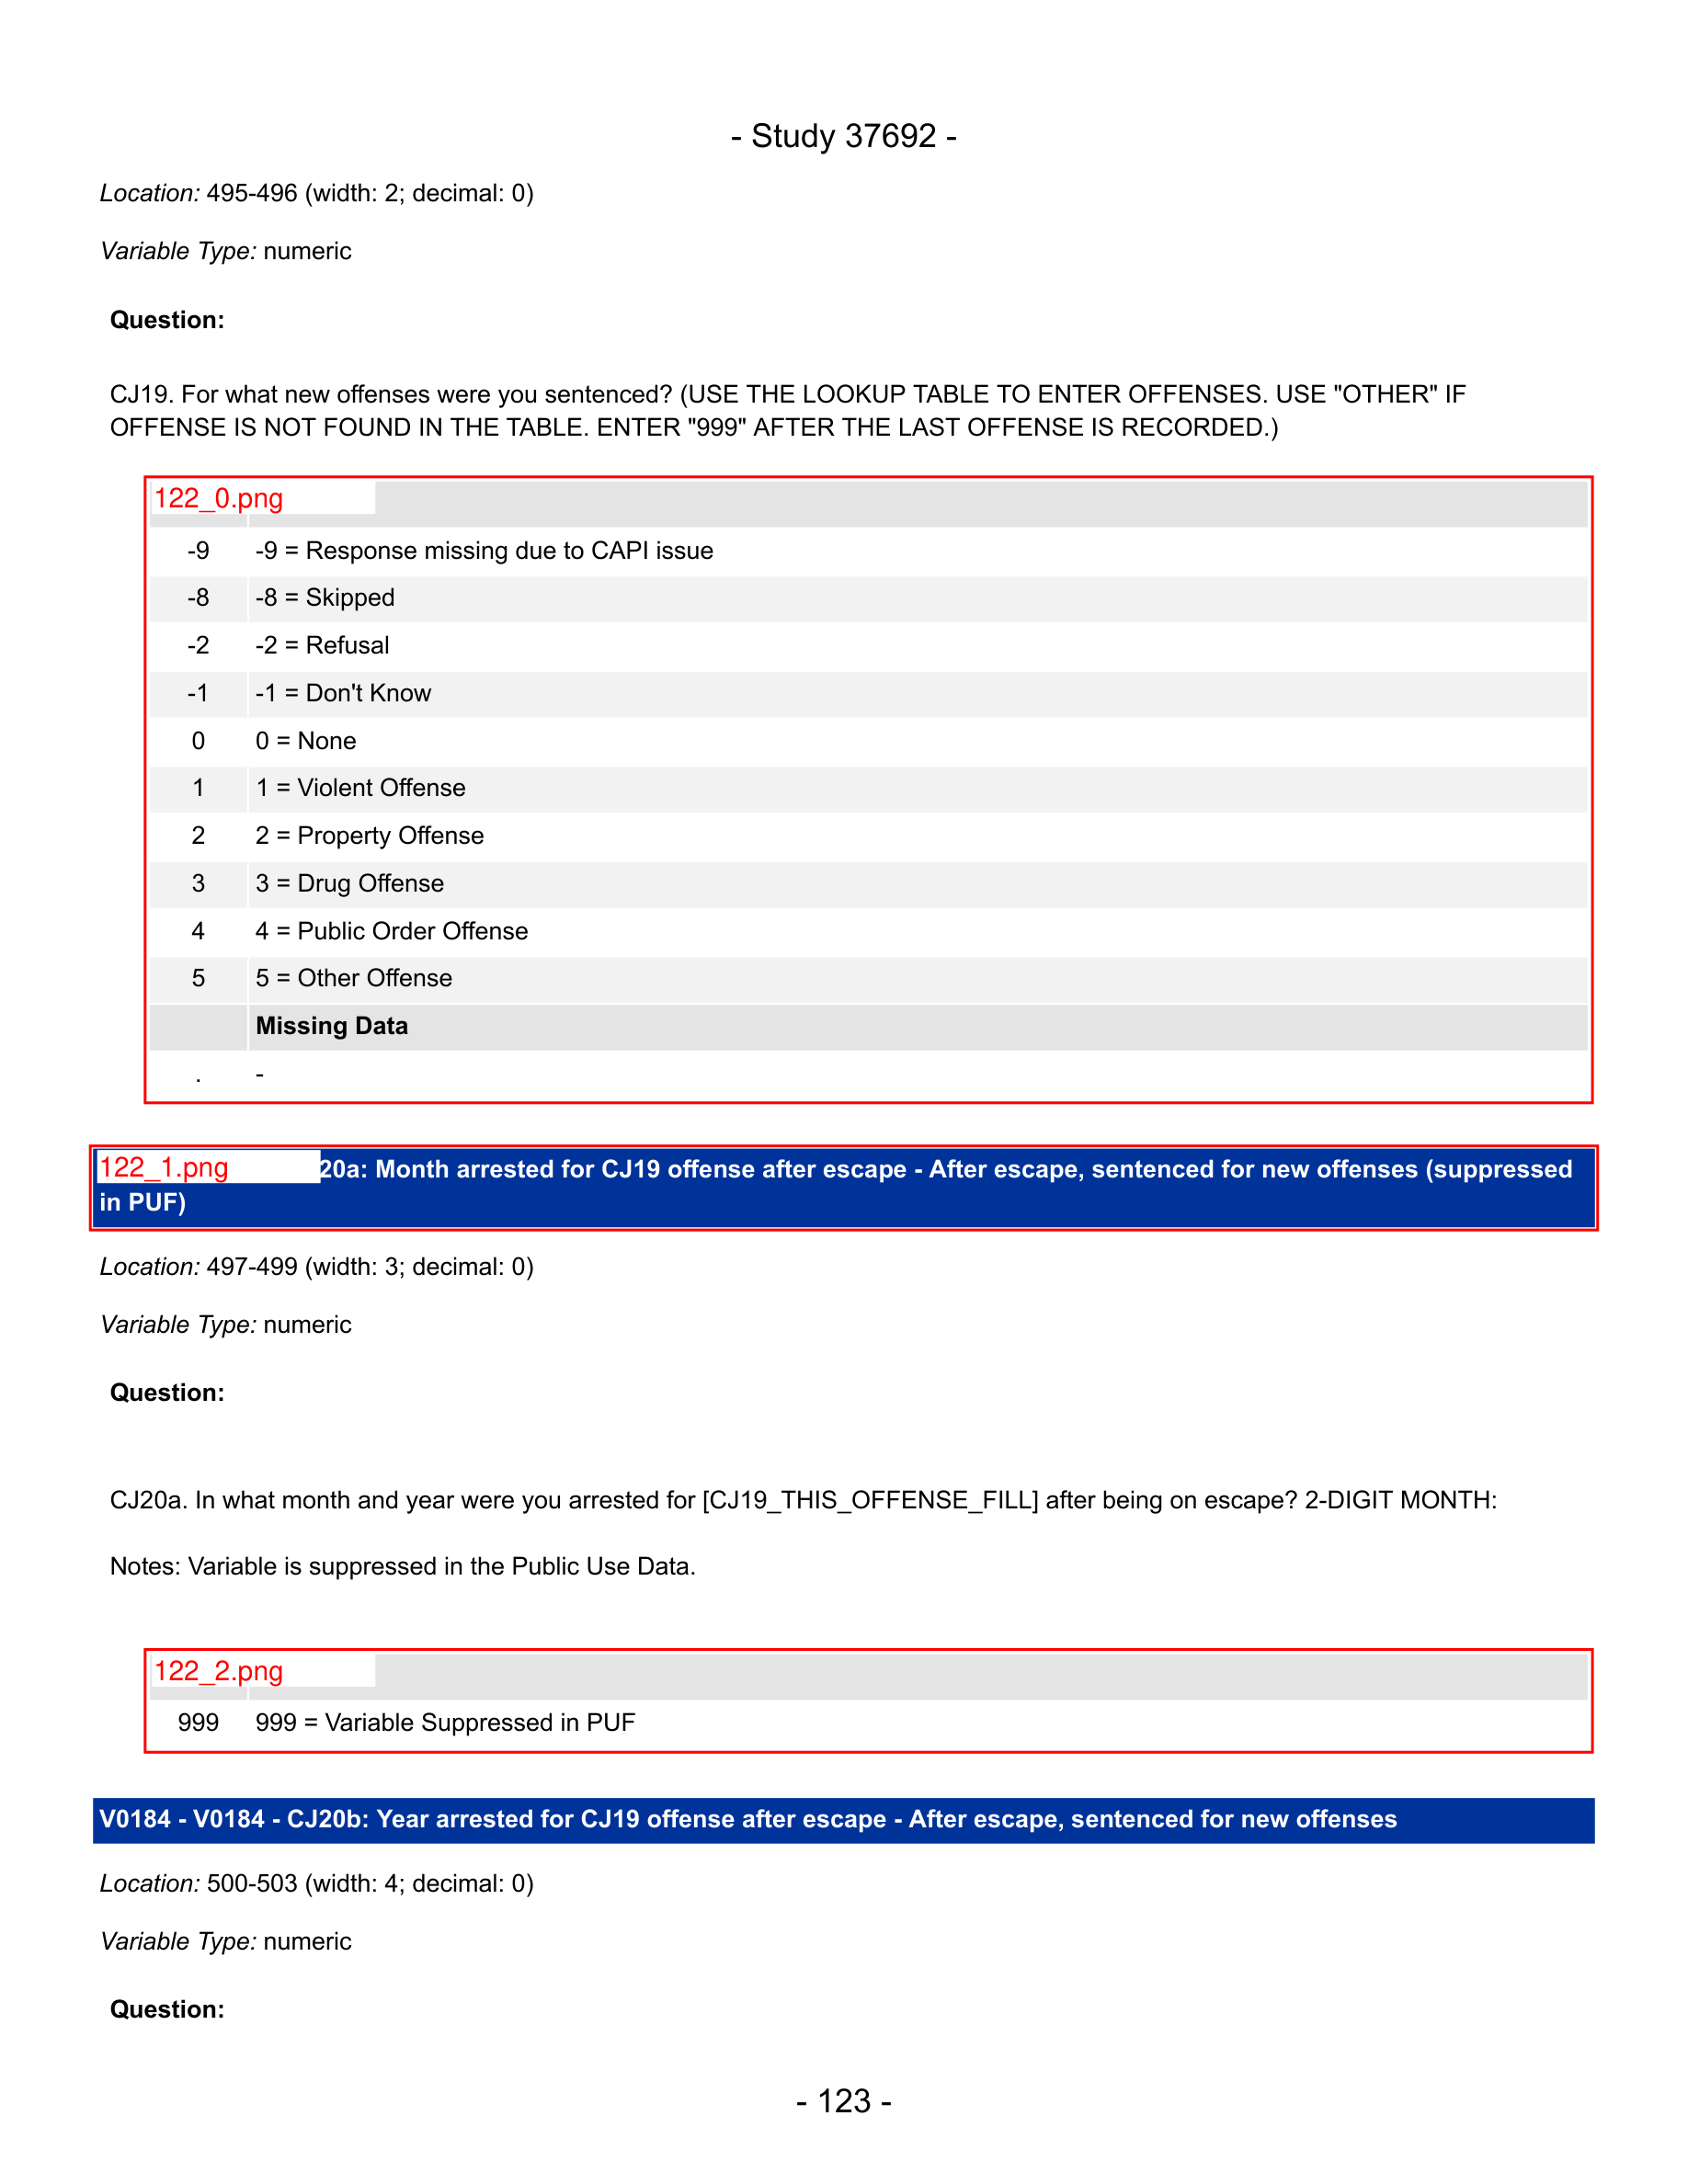 - Study 37692 -
Location: 495-496 (width: 2; decimal: 0)
Variable Type: numeric
Question:
CJ19. For what new offenses were you sentenced? (USE THE LOOKUP TABLE TO ENTER OFFENSES. USE "OTHER" IF
OFFENSE IS NOT FOUND IN THE TABLE. ENTER "999" AFTER THE LAST OFFENSE IS RECORDED.)
122_0.png
-9 -9 = Response missing due to CAPI issue
-8 -8 = Skipped
-2 -2 = Refusal
-1 -1 = Don't Know
0 0 = None
1 1 = Violent Offense
2 2 = Property Offense
3 3 = Drug Offense
4 4 = Public Order Offense
5 5 = Other Offense
Missing Data
. -
122_1.png 20a: Month arrested for CJ19 offense after escape - After escape, sentenced for new offenses (suppressed
in PUF)
Location: 497-499 (width: 3; decimal: 0)
Variable Type: numeric
Question:
CJ20a. In what month and year were you arrested for [CJ19_THIS_OFFENSE_FILL] after being on escape? 2-DIGIT MONTH:
Notes: Variable is suppressed in the Public Use Data.
122_2.png
999 999 = Variable Suppressed in PUF
V0184 - V0184 - CJ20b: Year arrested for CJ19 offense after escape - After escape, sentenced for new offenses
Location: 500-503 (width: 4; decimal: 0)
Variable Type: numeric
Question:
- 123 -